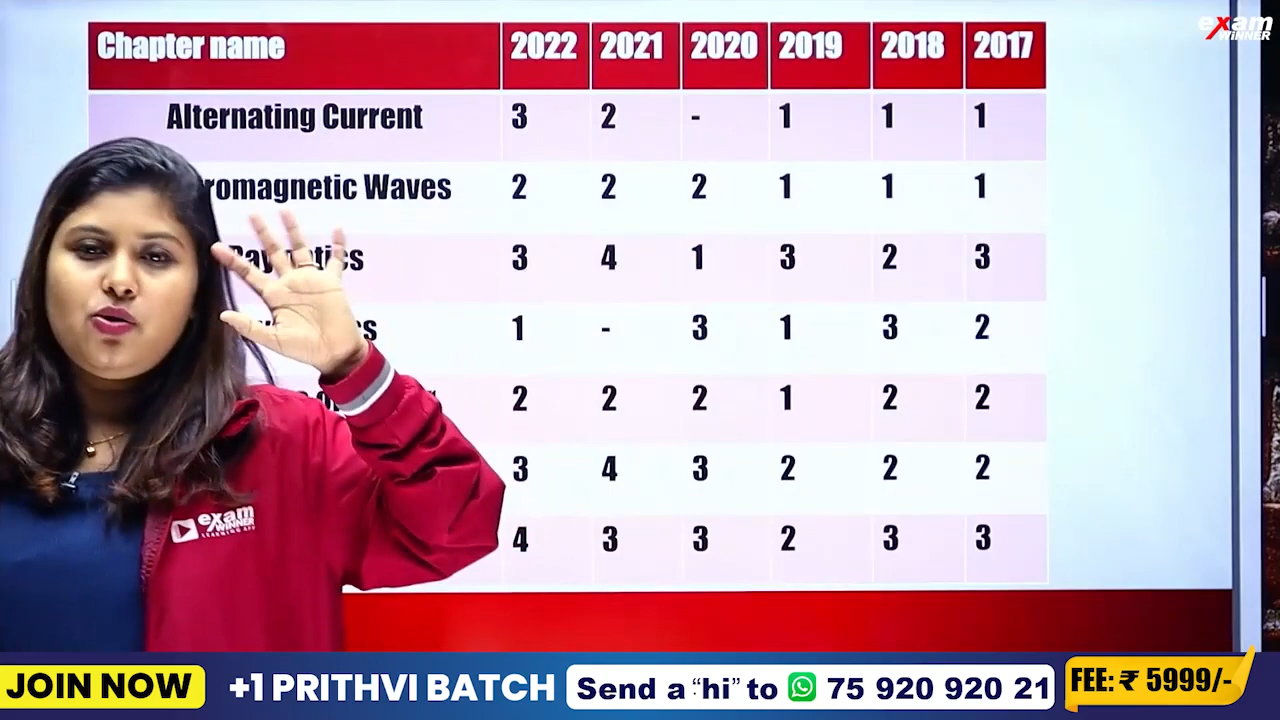 exam
WiNNER
Chapter name 2022 2021 2020 2019 2018 2017
Alternating Current 3 2 - 1 1 1
romagnetic Waves 2 2 2 1 1 1
3 4 1 3 2 3
1 - 3 1 3 2
2 2 2 1 2 2
3 4 3 2 2 2
4 3 3 2 3 3
exam
WINNER
LEARNING APP
JOIN NOW +1 PRITHVI BATCH Send a “hi” to 75 920 920 21 FEE: ₹ 5999/-